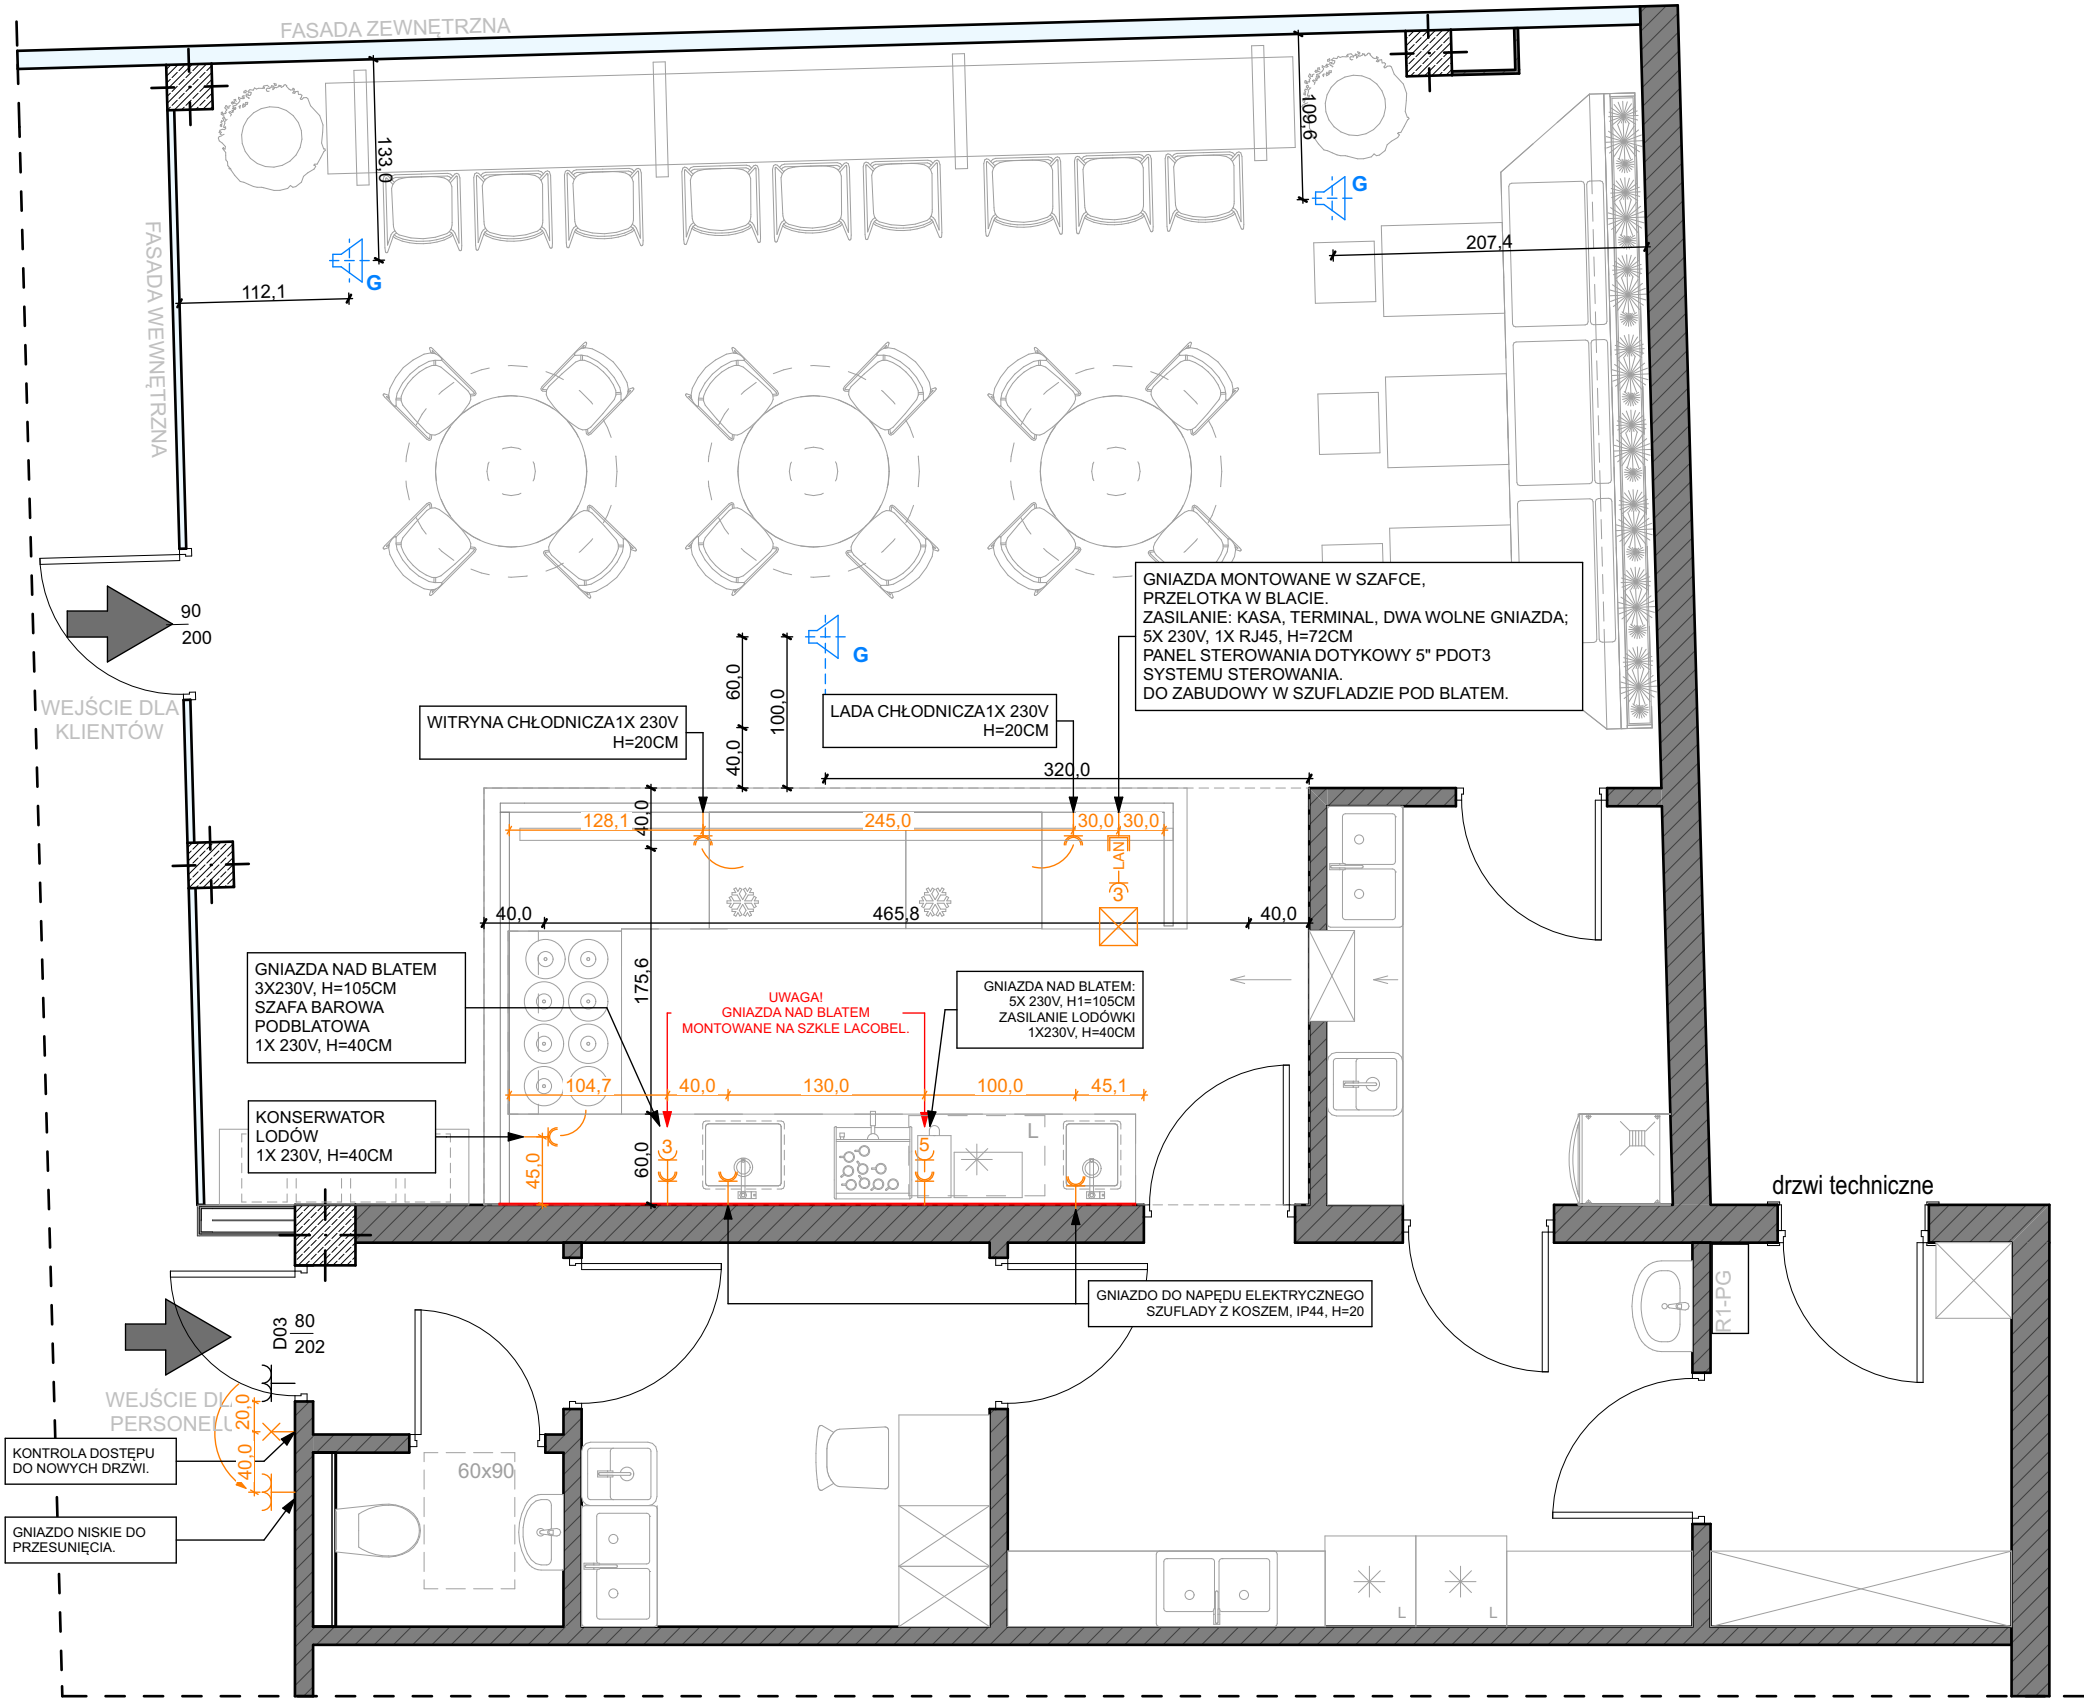 FASADA ZEWNĘTRZNA
133,0
109,6
G
207,4
G
112,1
FASADA WEWNĘTRZNA
90
200
WEJŚCIE DLA
KLIENTÓW
GNIAZDA MONTOWANE W SZAFCE,
PRZELOTKA W BLACIE.
ZASILANIE: KASA, TERMINAL, DWA WOLNE GNIAZDA;
5X 230V, 1X RJ45, H=72CM
PANEL STEROWANIA DOTYKOWY 5" PDOT3
SYSTEMU STEROWANIA.
DO ZABUDOWY W SZUFLADZIE POD BLATEM.
G
60,0
100,0
40,0
WITRYNA CHŁODNICZA1X 230V
H=20CM
LADA CHŁODNICZA1X 230V
H=20CM
320,0
40,0
128,1
245,0
30,0
30,0
LAN
3
40,0
465,8
40,0
175,6
GNIAZDA NAD BLATEM
3X230V, H=105CM
SZAFA BAROWA
PODBLATOWA
1X 230V, H=40CM
UWAGA!
GNIAZDA NAD BLATEM
MONTOWANE NA SZKLE LACOBEL.
GNIAZDA NAD BLATEM:
5X 230V, H1=105CM
ZASILANIE LODÓWKI
1X230V, H=40CM
104,7
40,0
130,0
100,0
45,1
KONSERWATOR
LODÓW
1X 230V, H=40CM
45,0
60,0
3
5
L
drzwi techniczne
GNIAZDO DO NAPĘDU ELEKTRYCZNEGO
SZUFLADY Z KOSZEM, IP44, H=20
R1-PG
D03
80
202
WEJŚCIE DL
PERSONELU
20,0
40,0
KONTROLA DOSTĘPU
DO NOWYCH DRZWI.
GNIAZDO NISKIE DO
PRZESUNIĘCIA.
60x90
L
L